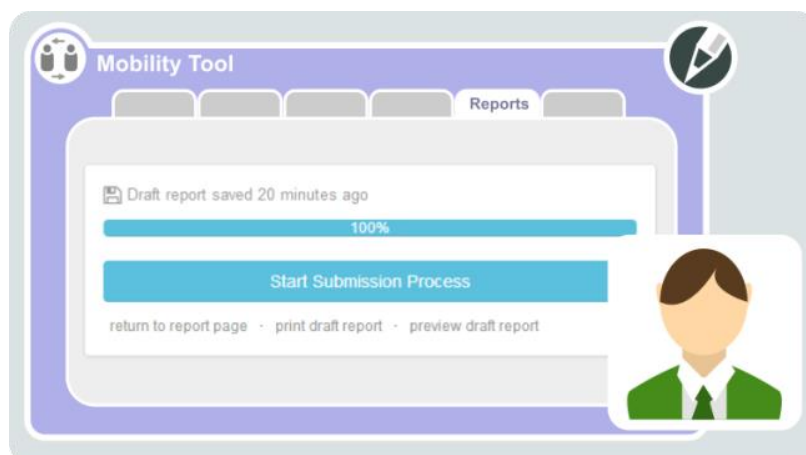 Mobility Tool
Reports
Draft report saved 20 minutes ago
100%
Start Submission Process
return to report page · print draft report · preview draft report